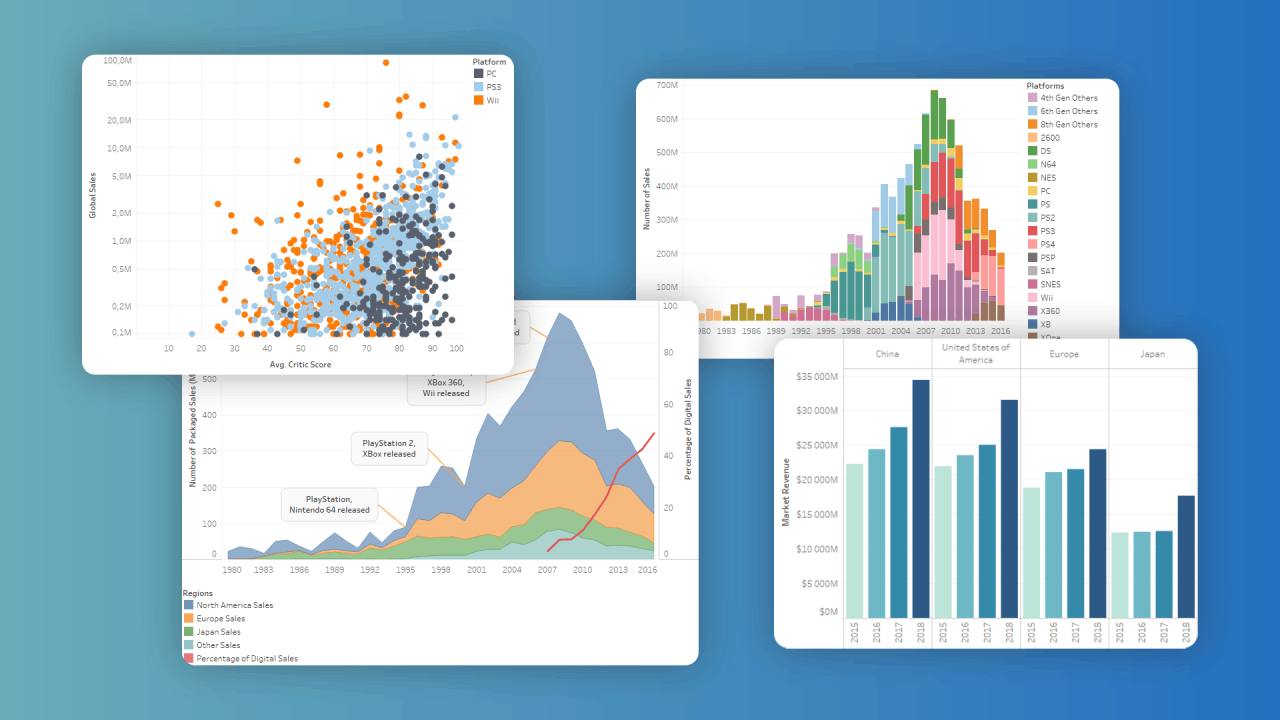 100,0M
50,0M
20,0M
10,0M
5,0M
2,0M
1,0M
0,5M
0,2M
0,1M
Global Sales
10 20 30 40 50 60 70 80 90 100
Avg. Critic Score
Platform
PC
PS3
Wii
700M
600M
500M
400M
300M
200M
100M
Number of Sales
1983 1986 1989 1992 1995 1998 2001 2004 2007 2010 2013 2016
Platforms
4th Gen Others
6th Gen Others
8th Gen Others
2600
DS
N64
NES
PC
PS
PS2
PS3
PS4
PSP
SAT
SNES
Wii
X360
XB
XOne
XBox 360,
Wii released
PlayStation 2,
XBox released
PlayStation,
Nintendo 64 released
Number of Packaged Sales
500
400
300
200
100
0
100
80
60
40
20
0
Percentage of Digital Sales
1980 1983 1986 1989 1992 1995 1998 2001 2004 2007 2010 2013 2016
Regions
North America Sales
Europe Sales
Japan Sales
Other Sales
Percentage of Digital Sales
China
United States of
America
Europe
Japan
$35 000M
$30 000M
$25 000M
$20 000M
$15 000M
$10 000M
$5 000M
$0M
Market Revenue
2015 2016 2017 2018 2015 2016 2017 2018 2015 2016 2017 2018 2015 2016 2017 2018